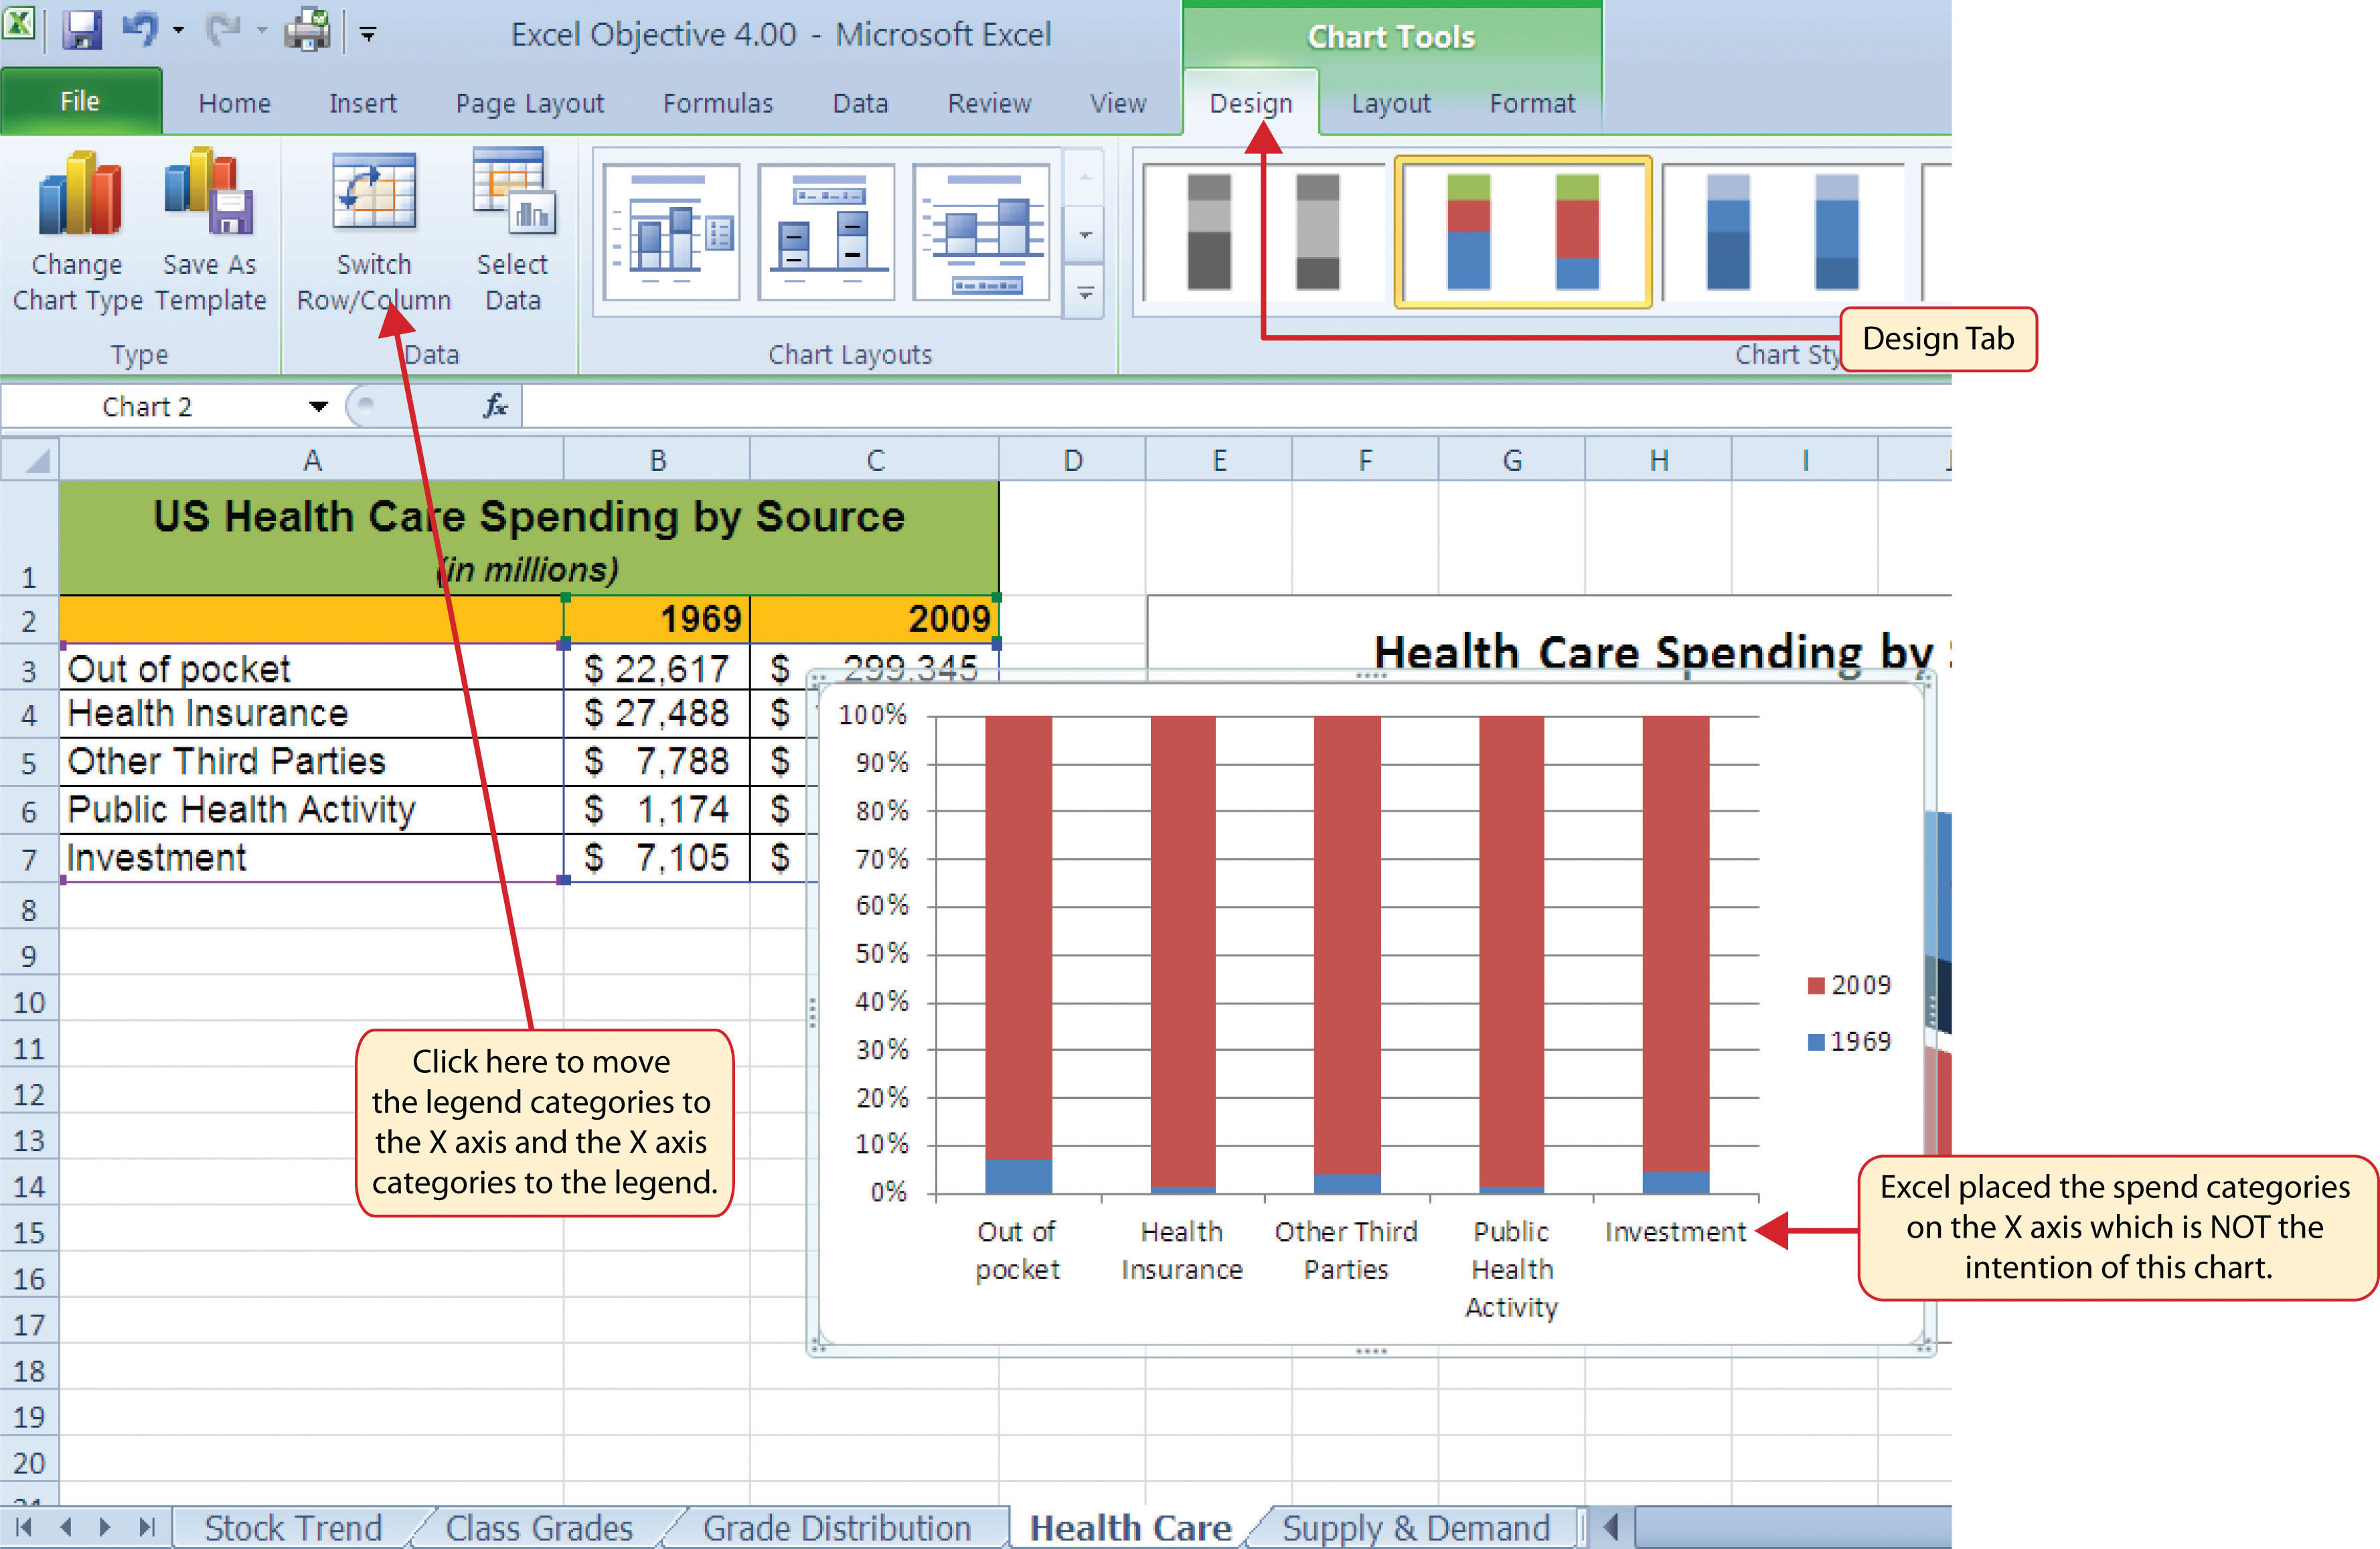 Excel Objective 4.00 - Microsoft Excel
Chart Tools
File Home Insert Page Layout Formulas Data Review View Design Layout Format
Change Chart Type
Save As Template
Switch Row/Column
Select Data
Type Data Chart Layouts Chart Sty
Design Tab
Chart 2 fx
A B C D E F G H I J
1 US Health Care Spending by Source
(in millions)
2 1969 2009
3 Out of pocket $ 22,617 $ 299,345
4 Health Insurance $ 27,488 $
5 Other Third Parties $ 7,788 $
6 Public Health Activity $ 1,174 $
7 Investment $ 7,105 $
8
9
10
11
12
13
14
15
16
17
18
19
20
21
Health Care Spending by
100%
90%
80%
70%
60%
50%
40%
30%
20%
10%
0%
2009
1969
Out of pocket
Health Insurance
Other Third Parties
Public Health Activity
Investment
Click here to move
the legend categories to
the X axis and the X axis
categories to the legend.
Excel placed the spend categories
on the X axis which is NOT the
intention of this chart.
Stock Trend Class Grades Grade Distribution Health Care Supply & Demand